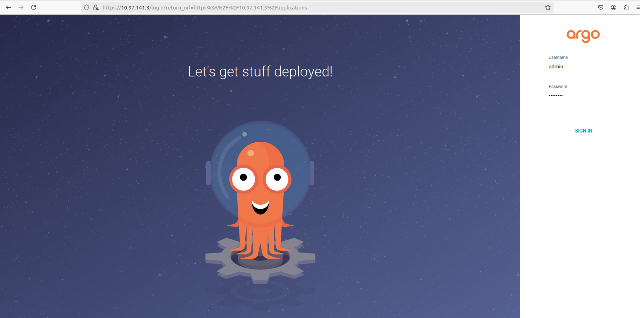 Let's get stuff deployed!
argo
Username
admin
Password
SIGN IN